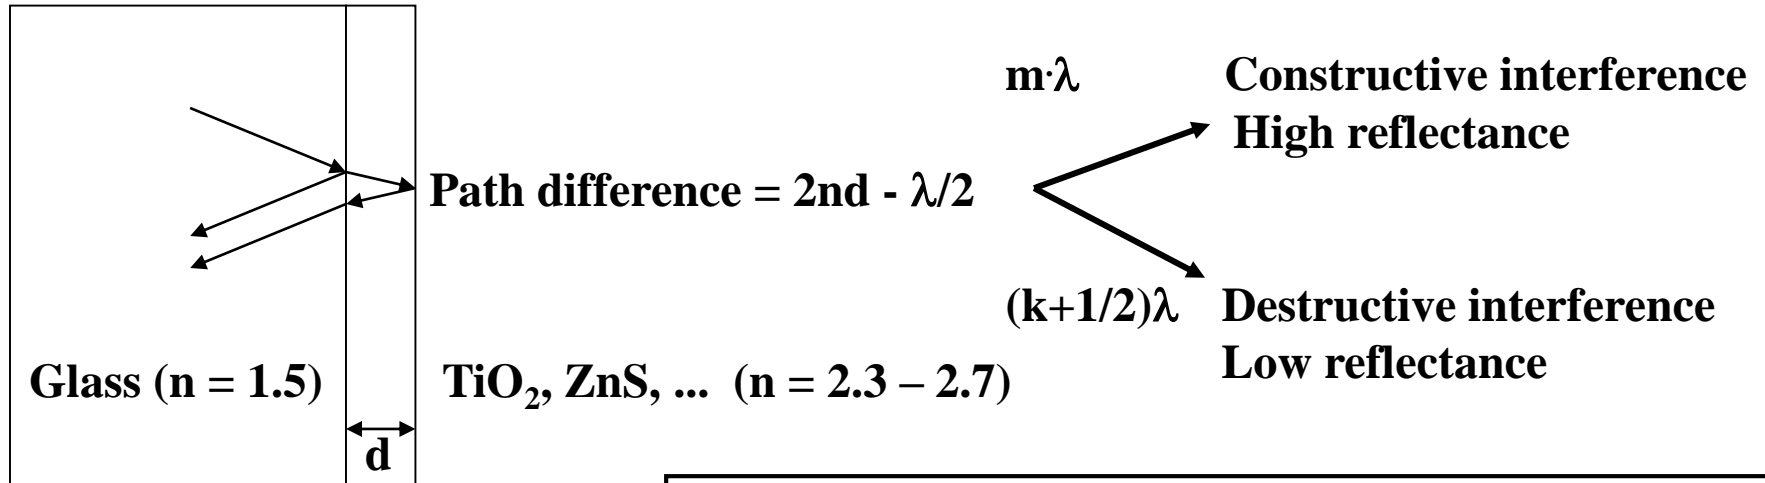 m·λ
Constructive interference
High reflectance
Path difference = 2nd - λ/2
(k+1/2)λ
Destructive interference
Low reflectance
Glass (n = 1.5)
TiO₂, ZnS, ... (n = 2.3 – 2.7)
d